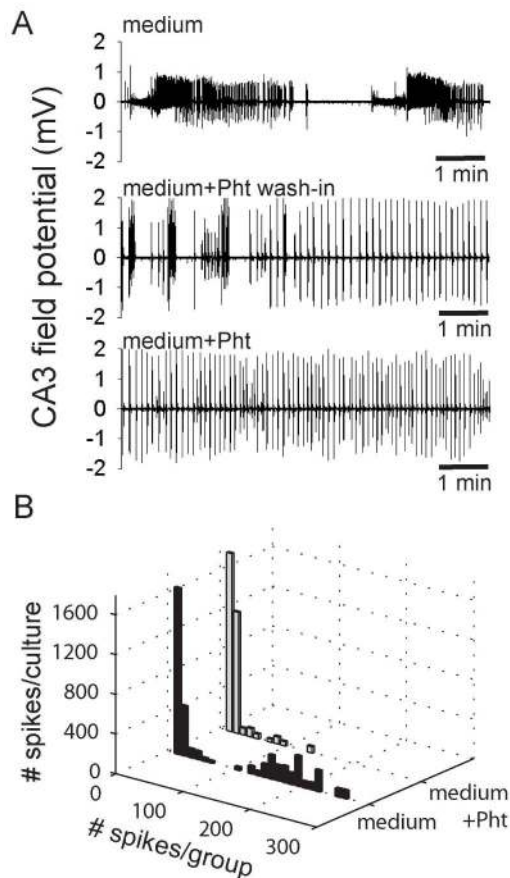 A
medium
CA3 field potential (mV)
2
1
0
-1
-2
1 min
medium+Pht wash-in
2
1
0
-1
2
1 min
medium+Pht
2
1
0
-1
-2
1 min
B
# spikes/culture
1600
1200
800
400
0
0
100
200
300
# spikes/group
medium
medium
+Pht